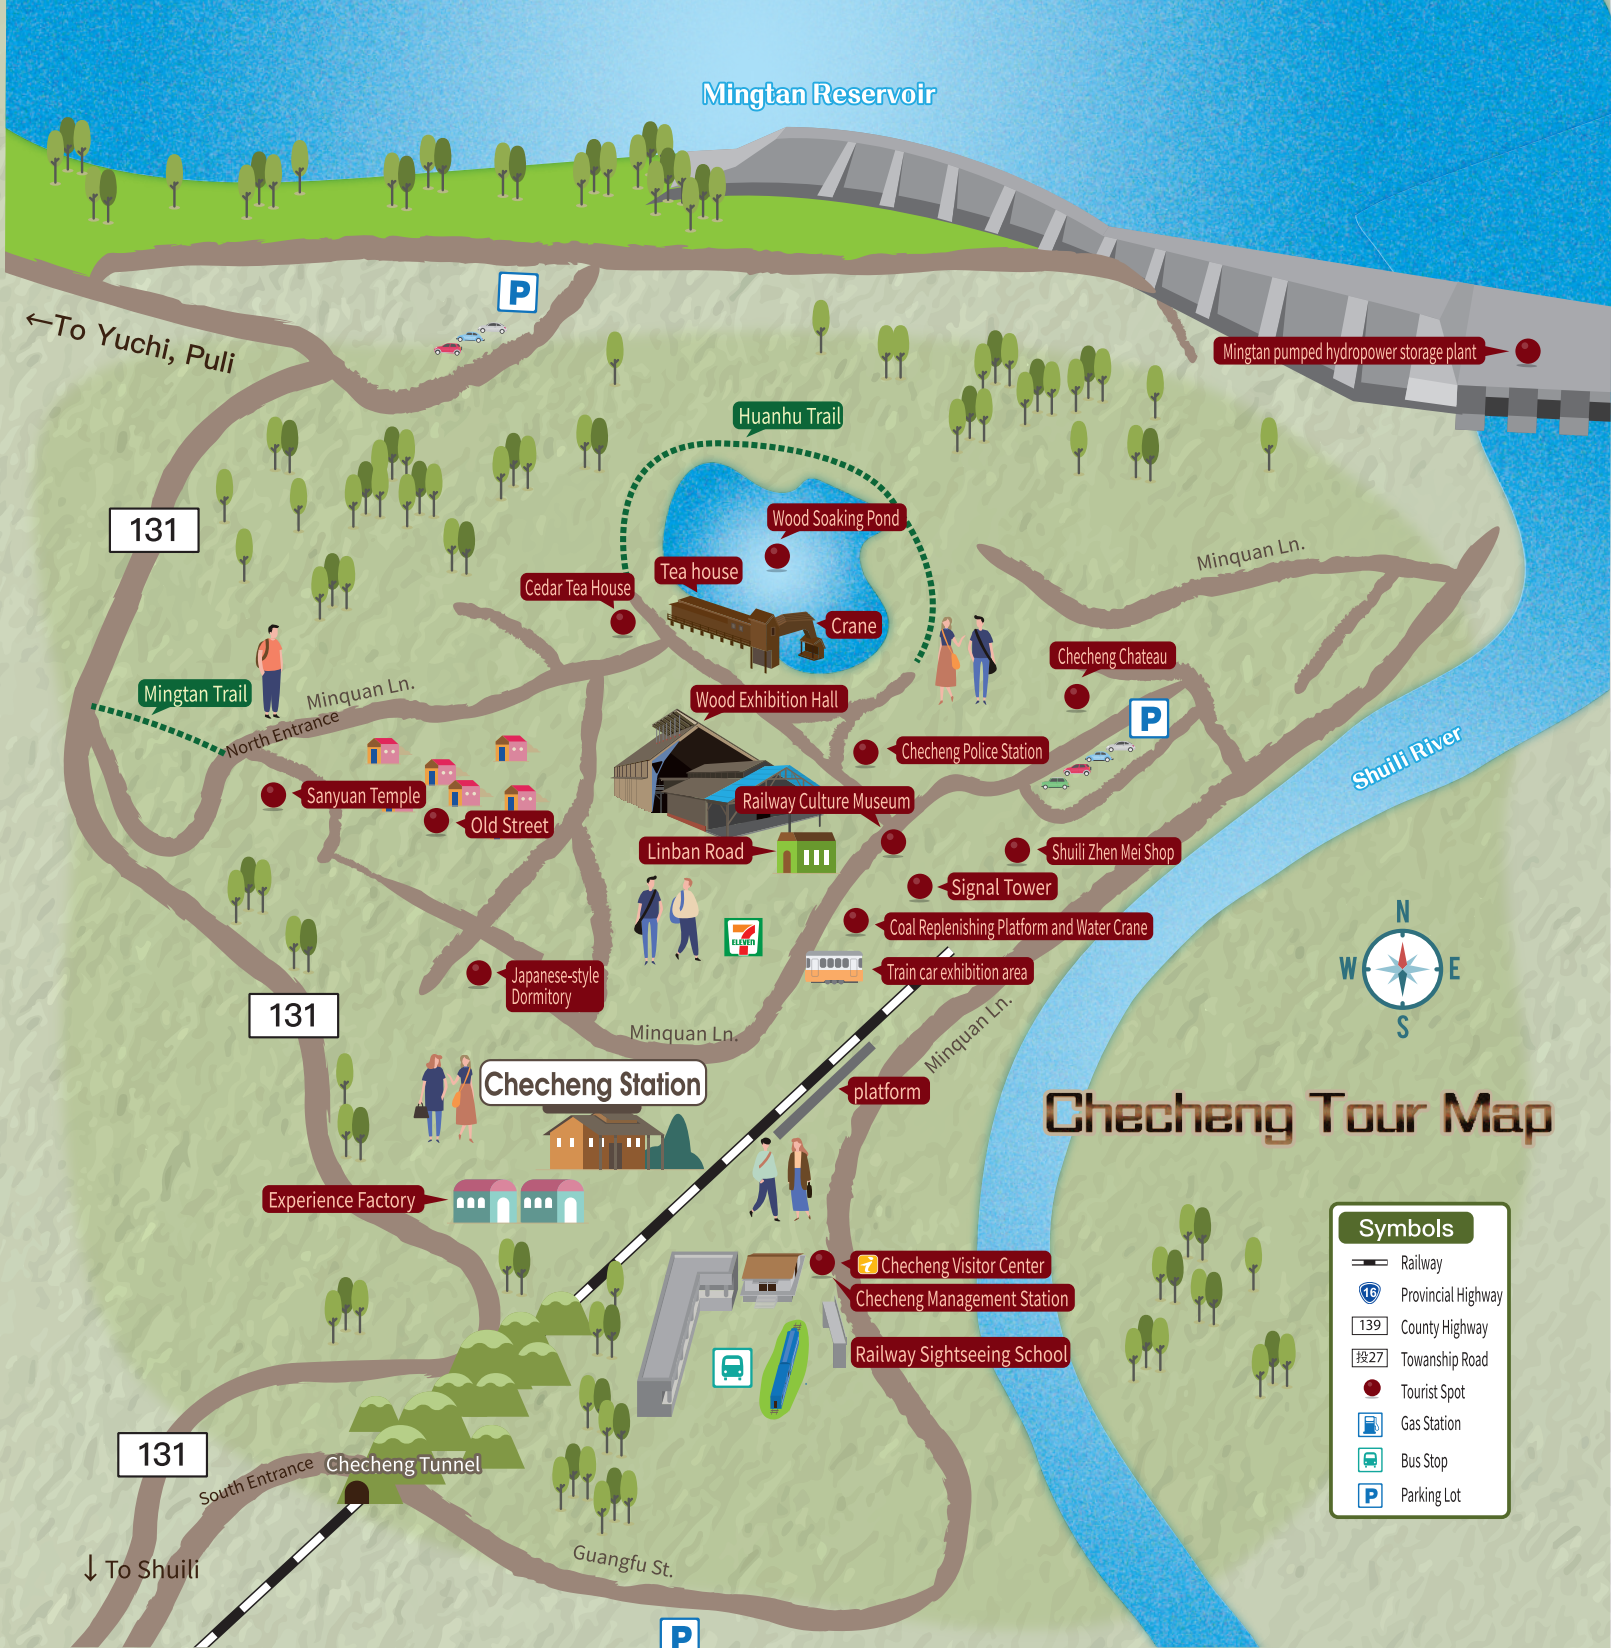 Mingtan Reservoir
P
←To Yuchi, Puli
Mingtan pumped hydropower storage plant
Huanhu Trail
131
Wood Soaking Pond
Minquan Ln.
Tea house
Cedar Tea House
Crane
Checheng Chateau
Mingtan Trail
Minquan Ln.
North Entrance
Wood Exhibition Hall
P
Checheng Police Station
Shuili River
Sanyuan Temple
Railway Culture Museum
Old Street
Linban Road
Shuili Zhen Mei Shop
Signal Tower
Coal Replenishing Platform and Water Crane
7
ELEVEN
Train car exhibition area
Japanese-style
Dormitory
N
W
E
S
131
Minquan Ln.
Minquan Ln.
Checheng Station
platform
Checheng Tour Map
Experience Factory
i Checheng Visitor Center
Checheng Management Station
Railway Sightseeing School
Symbols
Railway
16 Provincial Highway
139 County Highway
投27 Towanship Road
Tourist Spot
Gas Station
Bus Stop
P Parking Lot
131
South Entrance
Checheng Tunnel
↓ To Shuili
Guangfu St.
P